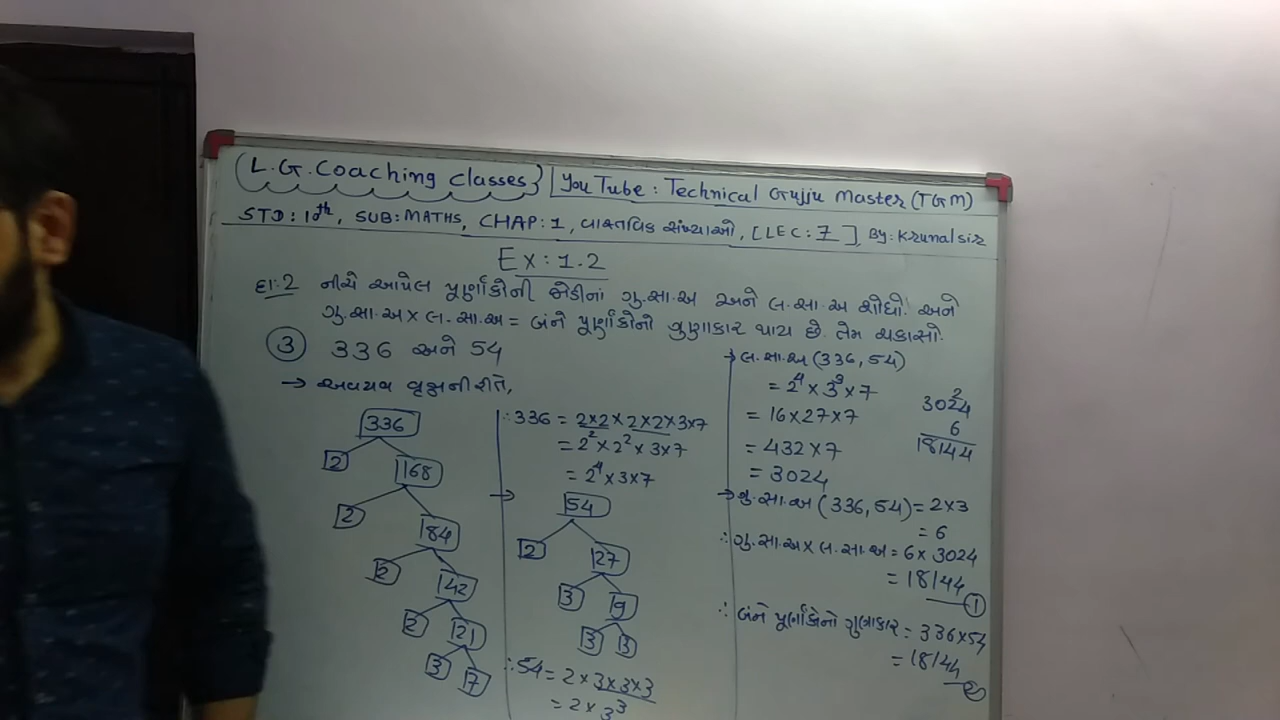 L.G. Coaching Classes | YouTube: Technical Gujju Master (TGM)
STD: 10th, SUB: MATHS, CHAP: 1, વાસ્તવિક સંખ્યાઓ, [LEC: 7], By: Krunal sir
Ex: 1.2
દા:2 નીચે આપેલ પૂર્ણાંકોની જોડીનાં ગુ.સા.અ અને લ.સા.અ શોધો. અને
ગુ.સા.અ × લ.સા.અ = બંને પૂર્ણાંકોનો ગુણાકાર થાય છે તેમ ચકાસો.
③ 336 અને 54
→ અવયવ વૃક્ષની રીતે,
336
2 168
2 84
2 42
2 21
3 7
∴ 336 = 2×2×2×2×3×7
= 2² × 2² × 3×7
= 2⁴ × 3×7
→ 54
2 27
3 9
3 3
∴ 54 = 2 × 3×3×3
= 2 × 3³
→ લ.સા.અ (336, 54)
= 2⁴ × 3³ × 7
= 16×27×7
= 432×7
= 3024
2
3024
6
18144
→ ગુ.સા.અ (336, 54) = 2×3
= 6
∴ ગુ.સા.અ × લ.સા.અ = 6 × 3024
= 18144 —①
∴ બંને પૂર્ણાંકોનો ગુણાકાર = 336×54
= 18144 —②